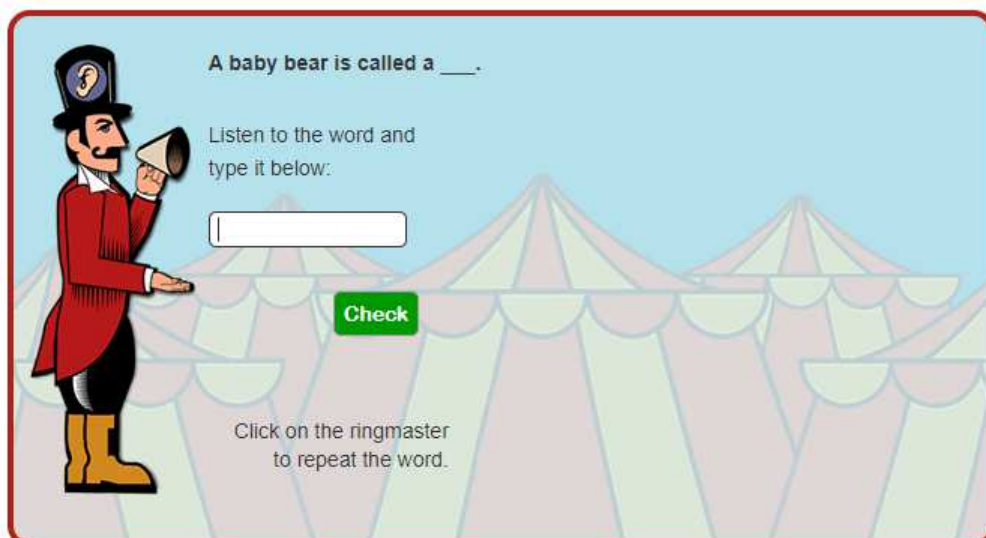 A baby bear is called a ___.
Listen to the word and
type it below:
Check
Click on the ringmaster
to repeat the word.